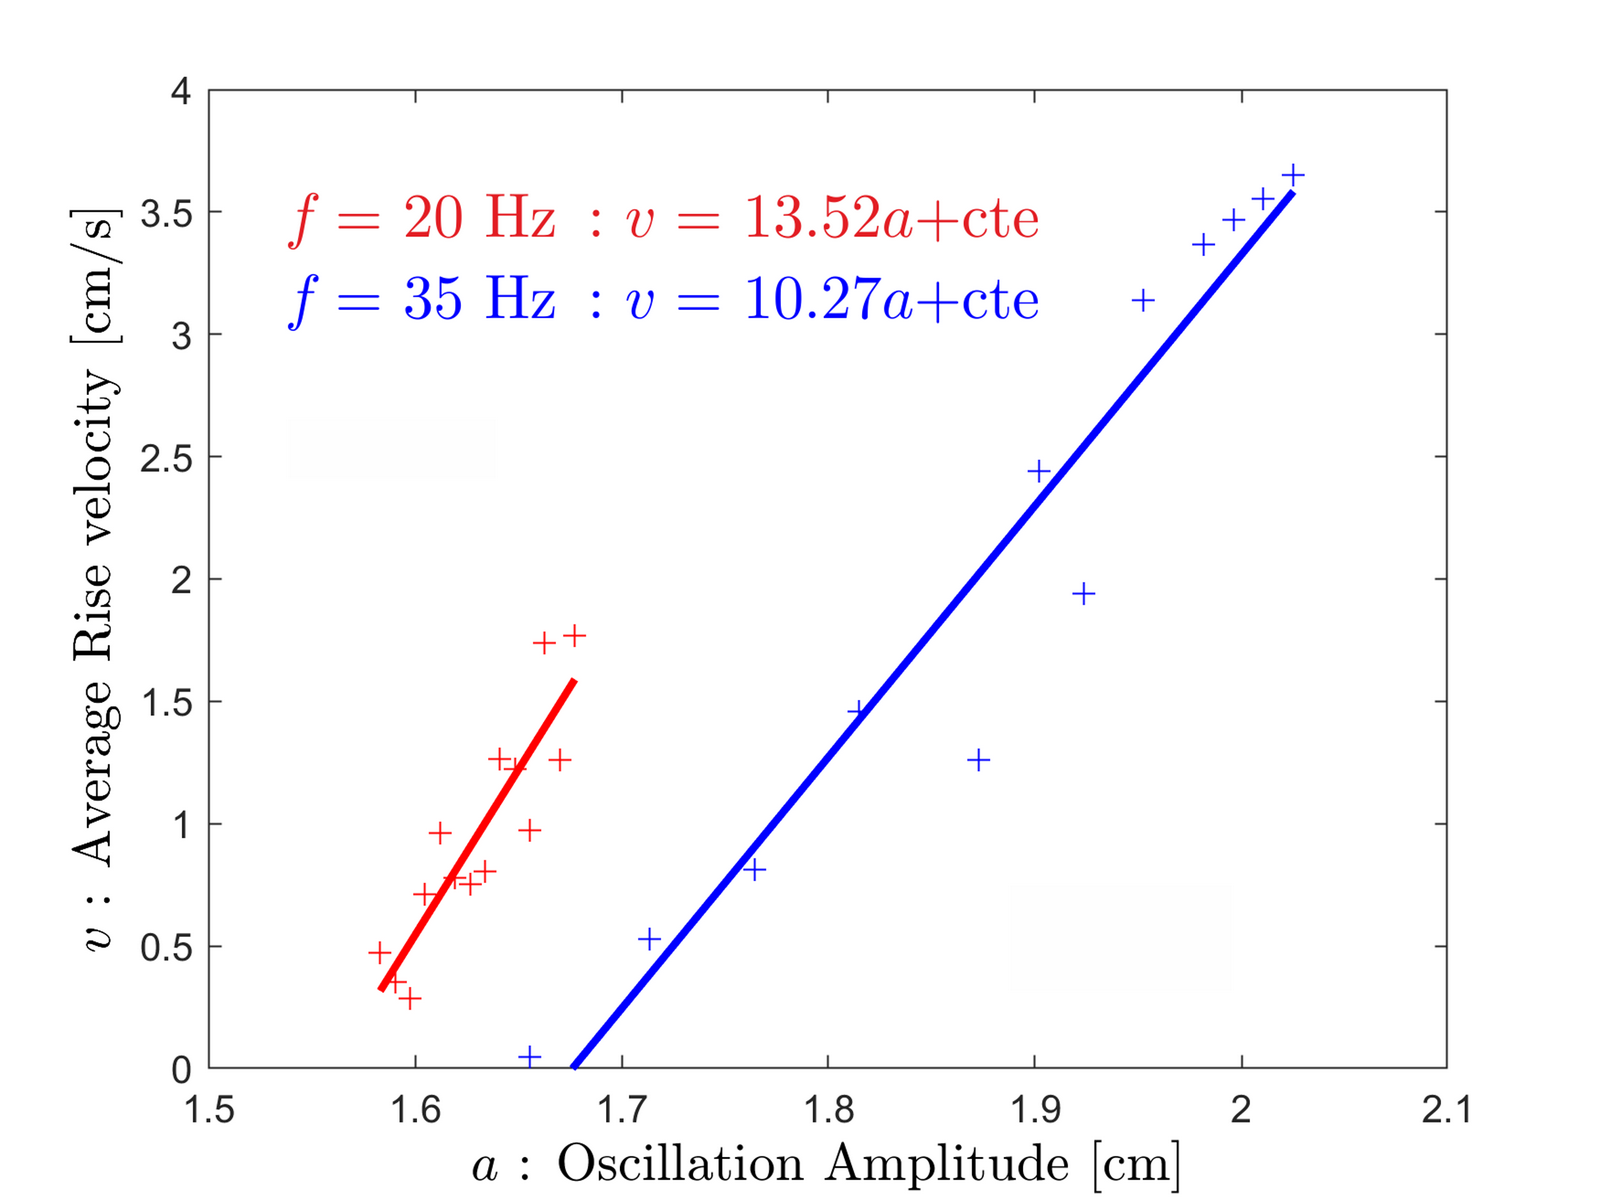 f = 20 Hz : v = 13.52a+cte
f = 35 Hz : v = 10.27a+cte
v : Average Rise velocity [cm/s]
4
3.5
3
2.5
2
1.5
1
0.5
0
1.5 1.6 1.7 1.8 1.9 2 2.1
a : Oscillation Amplitude [cm]